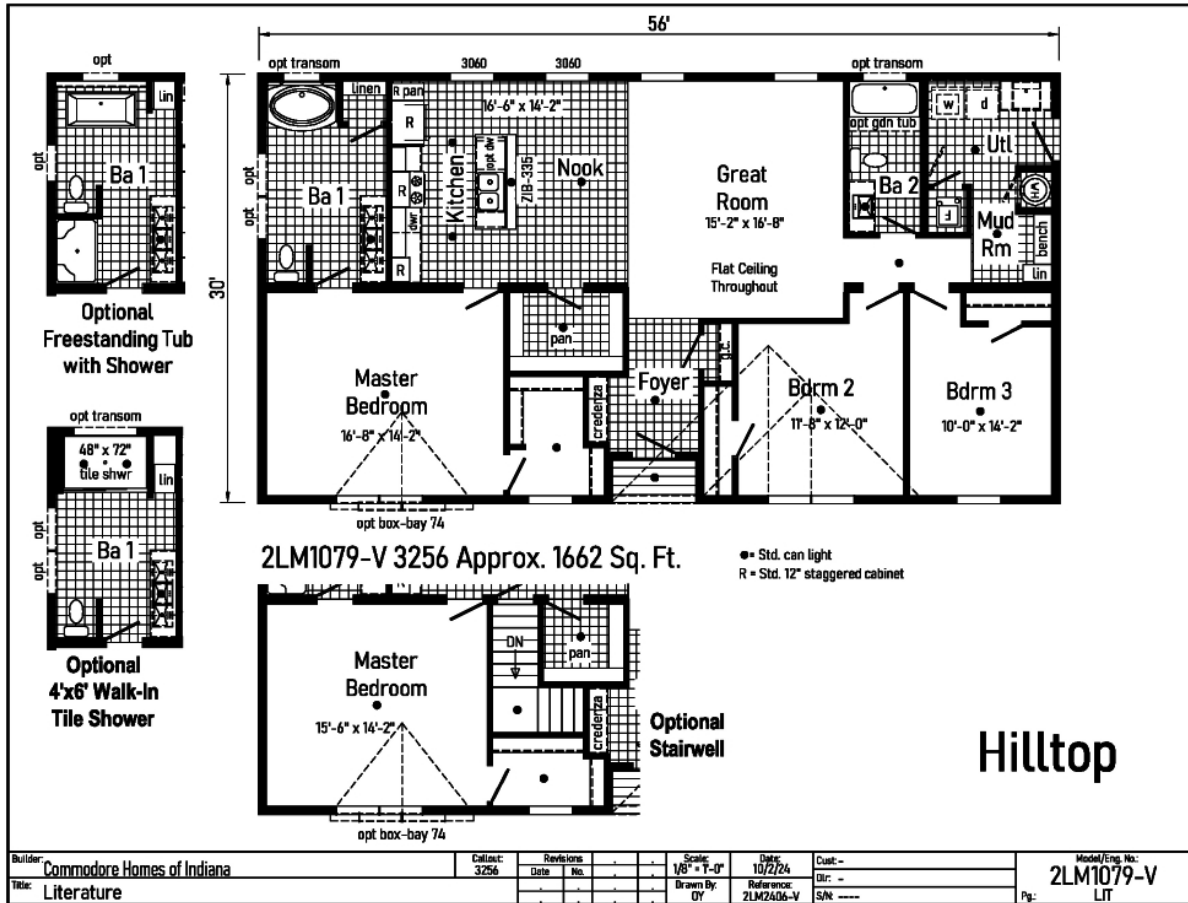 56'
opt
opt transom
3060
3060
opt transom
lin
linen
R pan
16'-6" x 14'-2"
w
d
R
opt dw
opt gdn tub
opt
Ba 1
opt
opt
Ba 1
R
dwr
R
Kitchen
ZIB-335
Nook
Great
Room
15'-2" x 16'-8"
Flat Ceiling
Throughout
Ba 2
Utl
WH
F
Mud
Rm
bench
lin
30'
Optional
Freestanding Tub
with Shower
pan
Master
Bedroom
16'-8" x 14'-2"
credenza
Foyer
g.c.
Bdrm 2
11'-8" x 12'-0"
Bdrm 3
10'-0" x 14'-2"
opt transom
48" x 72"
tile shwr
lin
opt
opt
Ba 1
Optional
4'x6' Walk-In
Tile Shower
opt box-bay 74
2LM1079-V 3256 Approx. 1662 Sq. Ft.
●= Std. can light
R = Std. 12" staggered cabinet
DN
pan
Master
Bedroom
15'-6" x 14'-2"
credenza
Optional
Stairwell
opt box-bay 74
Hilltop
Builder: Commodore Homes of Indiana
Title: Literature
Callout:
3256
Revisions
Date No.
Scale:
1/8" = 1'-0"
Drawn By:
OY
Date:
10/2/24
Reference:
2LM2406-V
Cust: -
Dlr: -
S/N: ----
Model/Eng. No.:
2LM1079-V
Pg.: LIT